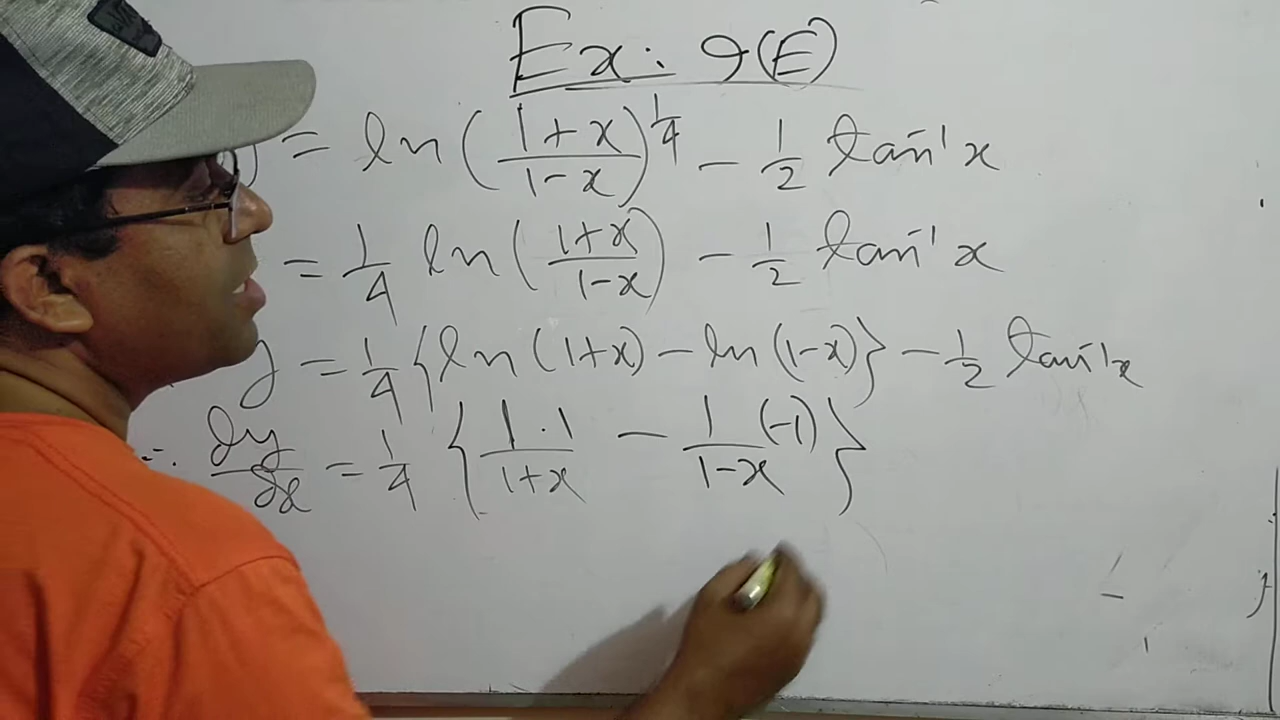 Ex: 9(E)
= ln((1+x)/(1-x))^(1/4) - 1/2 tan⁻¹x
= 1/4 ln((1+x)/(1-x)) - 1/2 tan⁻¹x
y = 1/4 {ln(1+x) - ln(1-x)} - 1/2 tan⁻¹x
∴ dy/dx = 1/4 {1/(1+x) · 1 - 1/(1-x) (-1)}